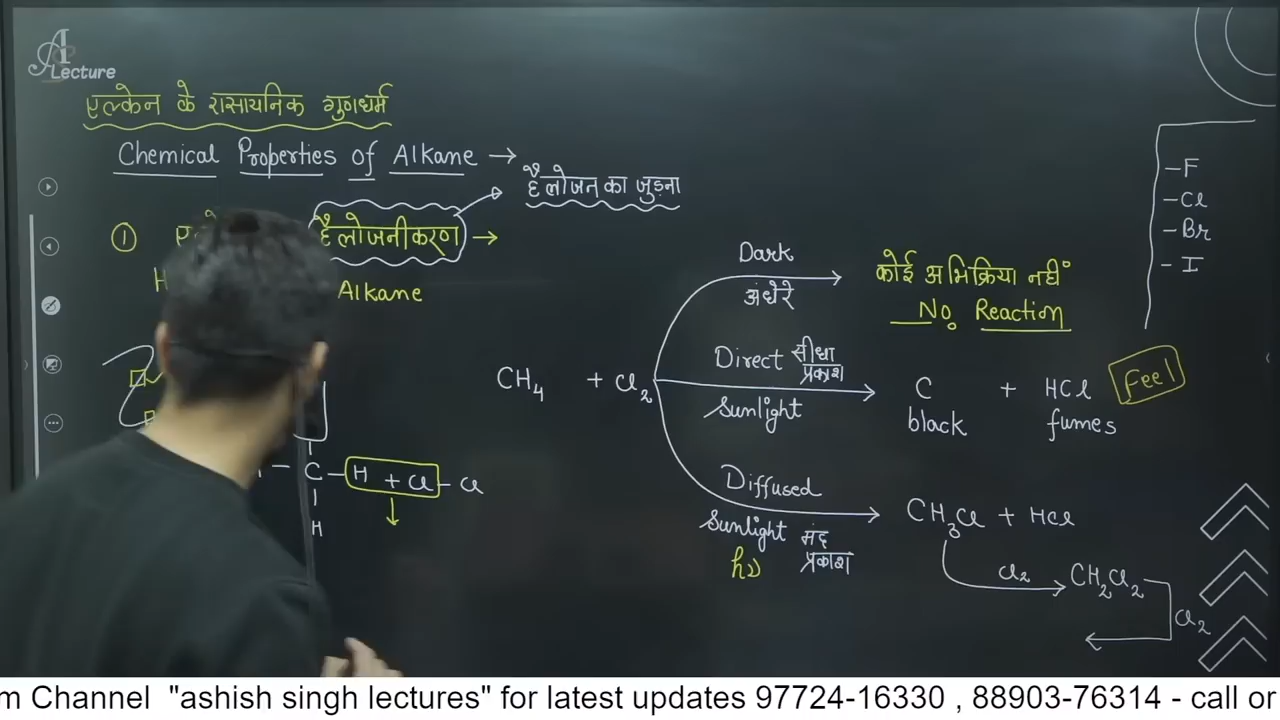 A Lecture
एल्केन के रासायनिक गुणधर्म
Chemical Properties of Alkane →
हैलोजन का जुड़ना
① हैलोजनीकरण →
Alkane
-F
-Cl
-Br
-I
CH4 + Cl2
Dark
अंधेरे
कोई अभिक्रिया नहीं
No Reaction
Direct सीधा प्रकाश
Sunlight
C + HCl
black fumes
Feel
Diffused
Sunlight मंद प्रकाश
hν
CH3Cl + HCl
Cl2
CH2Cl2
Cl2
— C — H + Cl — Cl
H
m Channel "ashish singh lectures" for latest updates 97724-16330 , 88903-76314 - call or